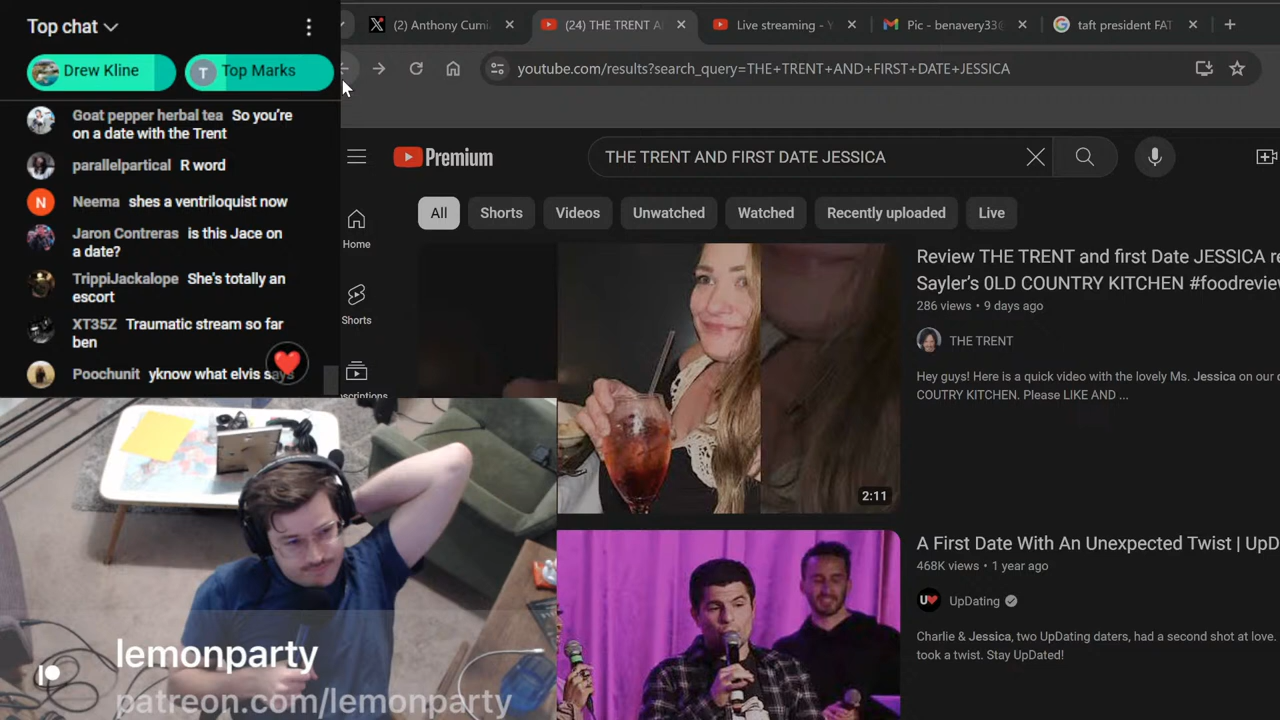 Top chat
Drew Kline
T Top Marks
Goat pepper herbal tea So you're
on a date with the Trent
parallelpartical R word
N Neema shes a ventriloquist now
Jaron Contreras is this Jace on
a date?
TrippiJackalope She's totally an
escort
XT35Z Traumatic stream so far
ben
Poochunit yknow what elvis says
(2) Anthony Cumi
(24) THE TRENT A
Live streaming - Y
Pic - benavery33@
taft president FAT
youtube.com/results?search_query=THE+TRENT+AND+FIRST+DATE+JESSICA
Premium
THE TRENT AND FIRST DATE JESSICA
All
Shorts
Videos
Unwatched
Watched
Recently uploaded
Live
Home
Shorts
Review THE TRENT and first Date JESSICA re
Sayler's 0LD COUNTRY KITCHEN #foodreview
286 views • 9 days ago
THE TRENT
Hey guys! Here is a quick video with the lovely Ms. Jessica on our
COUTRY KITCHEN. Please LIKE AND ...
2:11
A First Date With An Unexpected Twist | UpD
468K views • 1 year ago
UpDating
Charlie & Jessica, two UpDating daters, had a second shot at love.
took a twist. Stay UpDated!
lemonparty
patreon.com/lemonparty